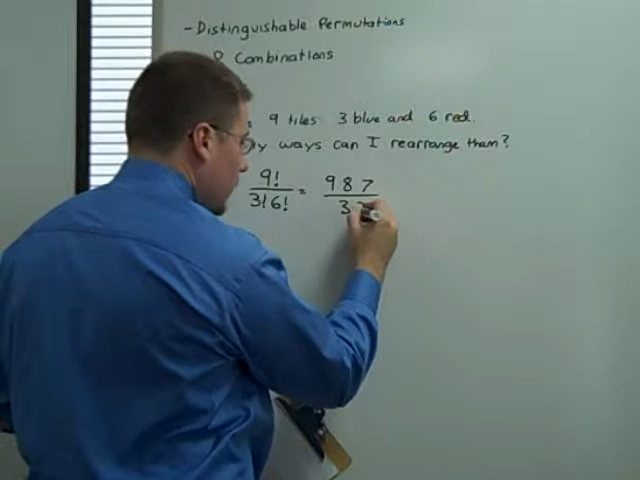 - Distinguishable Permutations
& Combinations
9 tiles 3 blue and 6 red.
ways can I rearrange them?
9! / 3!6! = 9 8 7 / 3